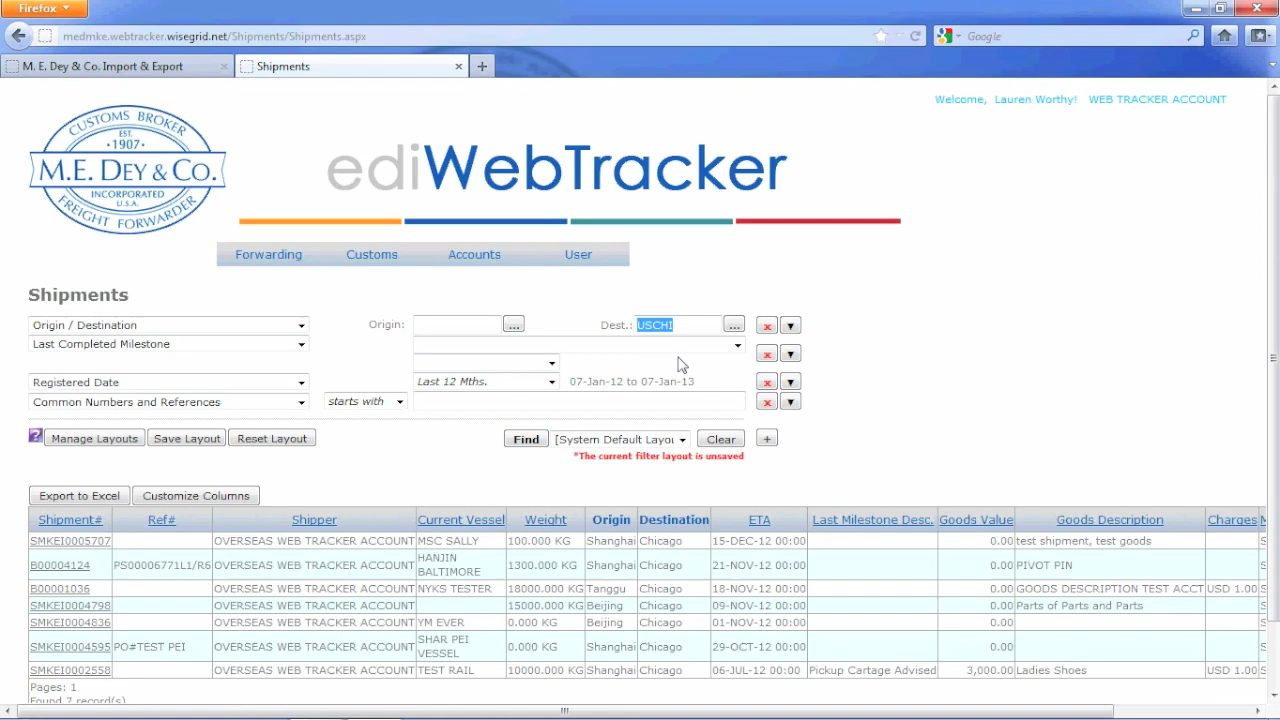 Firefox
medmke.webtracker.wisegrid.net/Shipments/Shipments.aspx
Google
M. E. Dey & Co. Import & Export
Shipments
Welcome, Lauren Worthy! WEB TRACKER ACCOUNT
CUSTOMS BROKER
EST.
1907
M.E. DEY & CO.
INCORPORATED
U.S.A.
FREIGHT FORWARDER
ediWebTracker
Forwarding Customs Accounts User
Shipments
Origin / Destination Origin: ... Dest.: USCHI ...
Last Completed Milestone
Registered Date Last 12 Mths. 07-Jan-12 to 07-Jan-13
Common Numbers and References starts with
? Manage Layouts Save Layout Reset Layout Find [System Default Layou Clear +
*The current filter layout is unsaved
Export to Excel Customize Columns
Shipment# Ref# Shipper Current Vessel Weight Origin Destination ETA Last Milestone Desc. Goods Value Goods Description Charges M
SMKEI0005707 OVERSEAS WEB TRACKER ACCOUNT MSC SALLY 100.000 KG Shanghai Chicago 15-DEC-12 00:00 0.00 test shipment, test goods S
B00004124 PS00006771L1/R6 OVERSEAS WEB TRACKER ACCOUNT HANJIN BALTIMORE 1300.000 KG Shanghai Chicago 21-NOV-12 00:00 0.00 PIVOT PIN S
B00001036 OVERSEAS WEB TRACKER ACCOUNT NYKS TESTER 18000.000 KG Tanggu Chicago 18-NOV-12 00:00 0.00 GOODS DESCRIPTION TEST ACCT USD 1.00 S
SMKEI0004798 OVERSEAS WEB TRACKER ACCOUNT 15000.000 KG Beijing Chicago 09-NOV-12 00:00 0.00 Parts of Parts and Parts S
SMKEI0004836 OVERSEAS WEB TRACKER ACCOUNT YM EVER 0.000 KG Beijing Chicago 01-NOV-12 00:00 0.00 S
SMKEI0004595 PO#TEST PEI OVERSEAS WEB TRACKER ACCOUNT SHAR PEI VESSEL 0.000 KG Shanghai Chicago 29-OCT-12 00:00 0.00 S
SMKEI0002558 OVERSEAS WEB TRACKER ACCOUNT TEST RAIL 10000.000 KG Shanghai Chicago 06-JUL-12 00:00 Pickup Cartage Advised 3,000.00 Ladies Shoes USD 1.00 S
Pages: 1
Found 7 record(s)